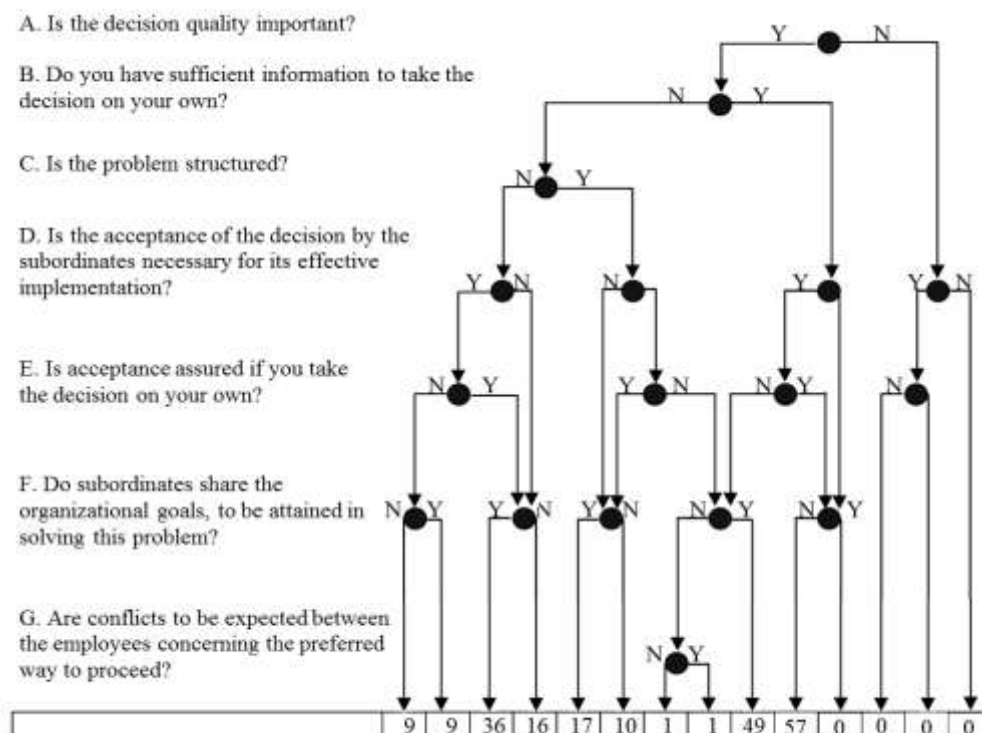 A. Is the decision quality important?
Y N
B. Do you have sufficient information to take the
decision on your own?
N Y
C. Is the problem structured?
N Y
D. Is the acceptance of the decision by the
subordinates necessary for its effective
implementation?
Y N N Y Y N
E. Is acceptance assured if you take
the decision on your own?
N Y Y N N Y N
F. Do subordinates share the
organizational goals, to be attained in
solving this problem?
N Y Y N Y N N Y N Y
G. Are conflicts to be expected between
the employees concerning the preferred
way to proceed?
N Y
9 9 36 16 17 10 1 1 49 57 0 0 0 0